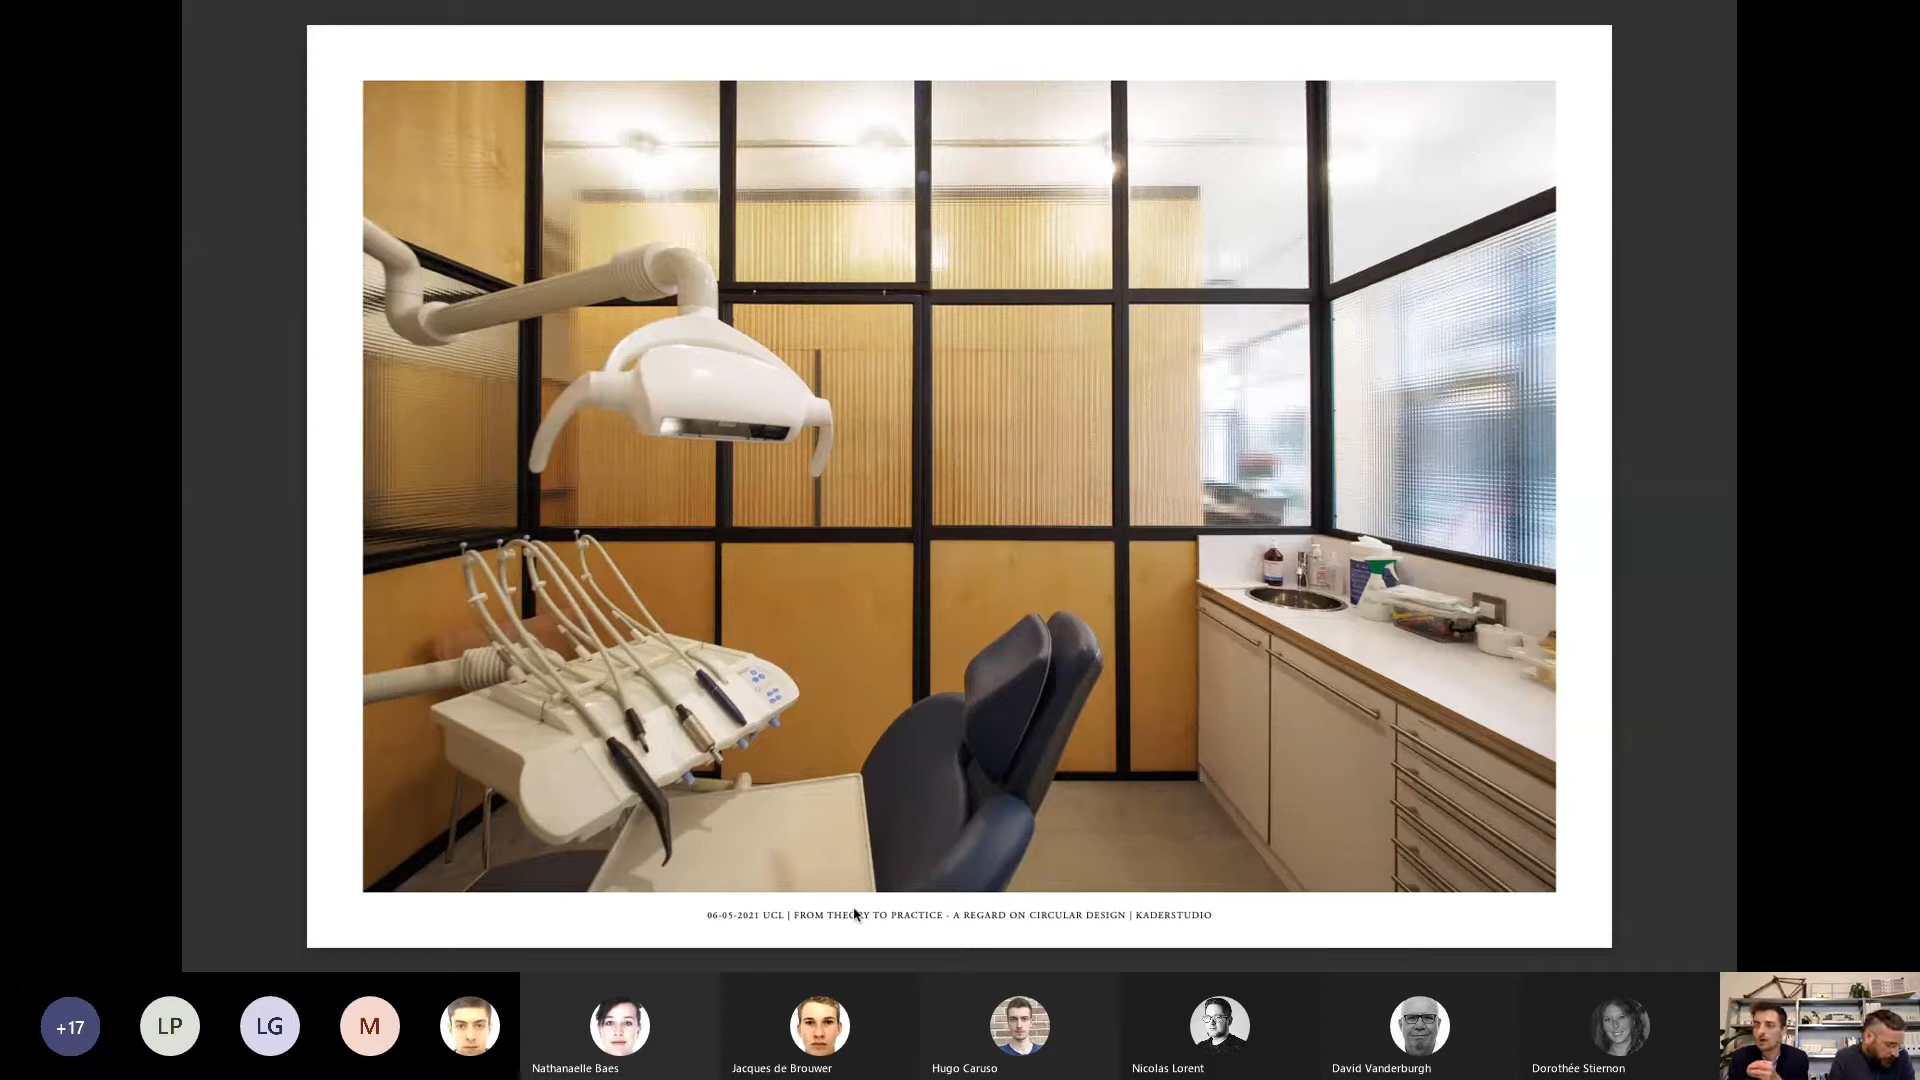 06-05-2021 UCL | FROM THEORY TO PRACTICE - A REGARD ON CIRCULAR DESIGN | KADERSTUDIO
+17
LP
LG
M
Nathanaelle Baes
Jacques de Brouwer
Hugo Caruso
Nicolas Lorent
David Vanderburgh
Dorothée Stiernon